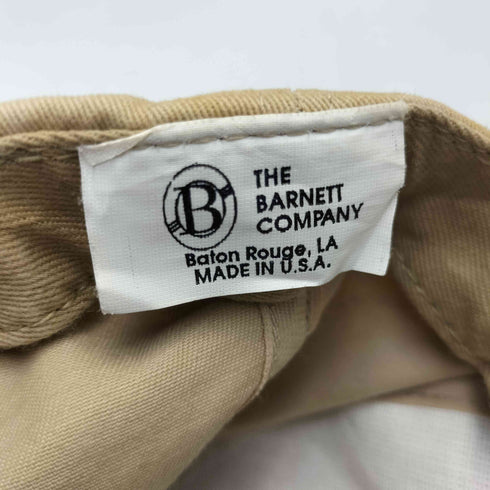 B
THE
BARNETT
COMPANY
Baton Rouge, LA
MADE IN U.S.A.